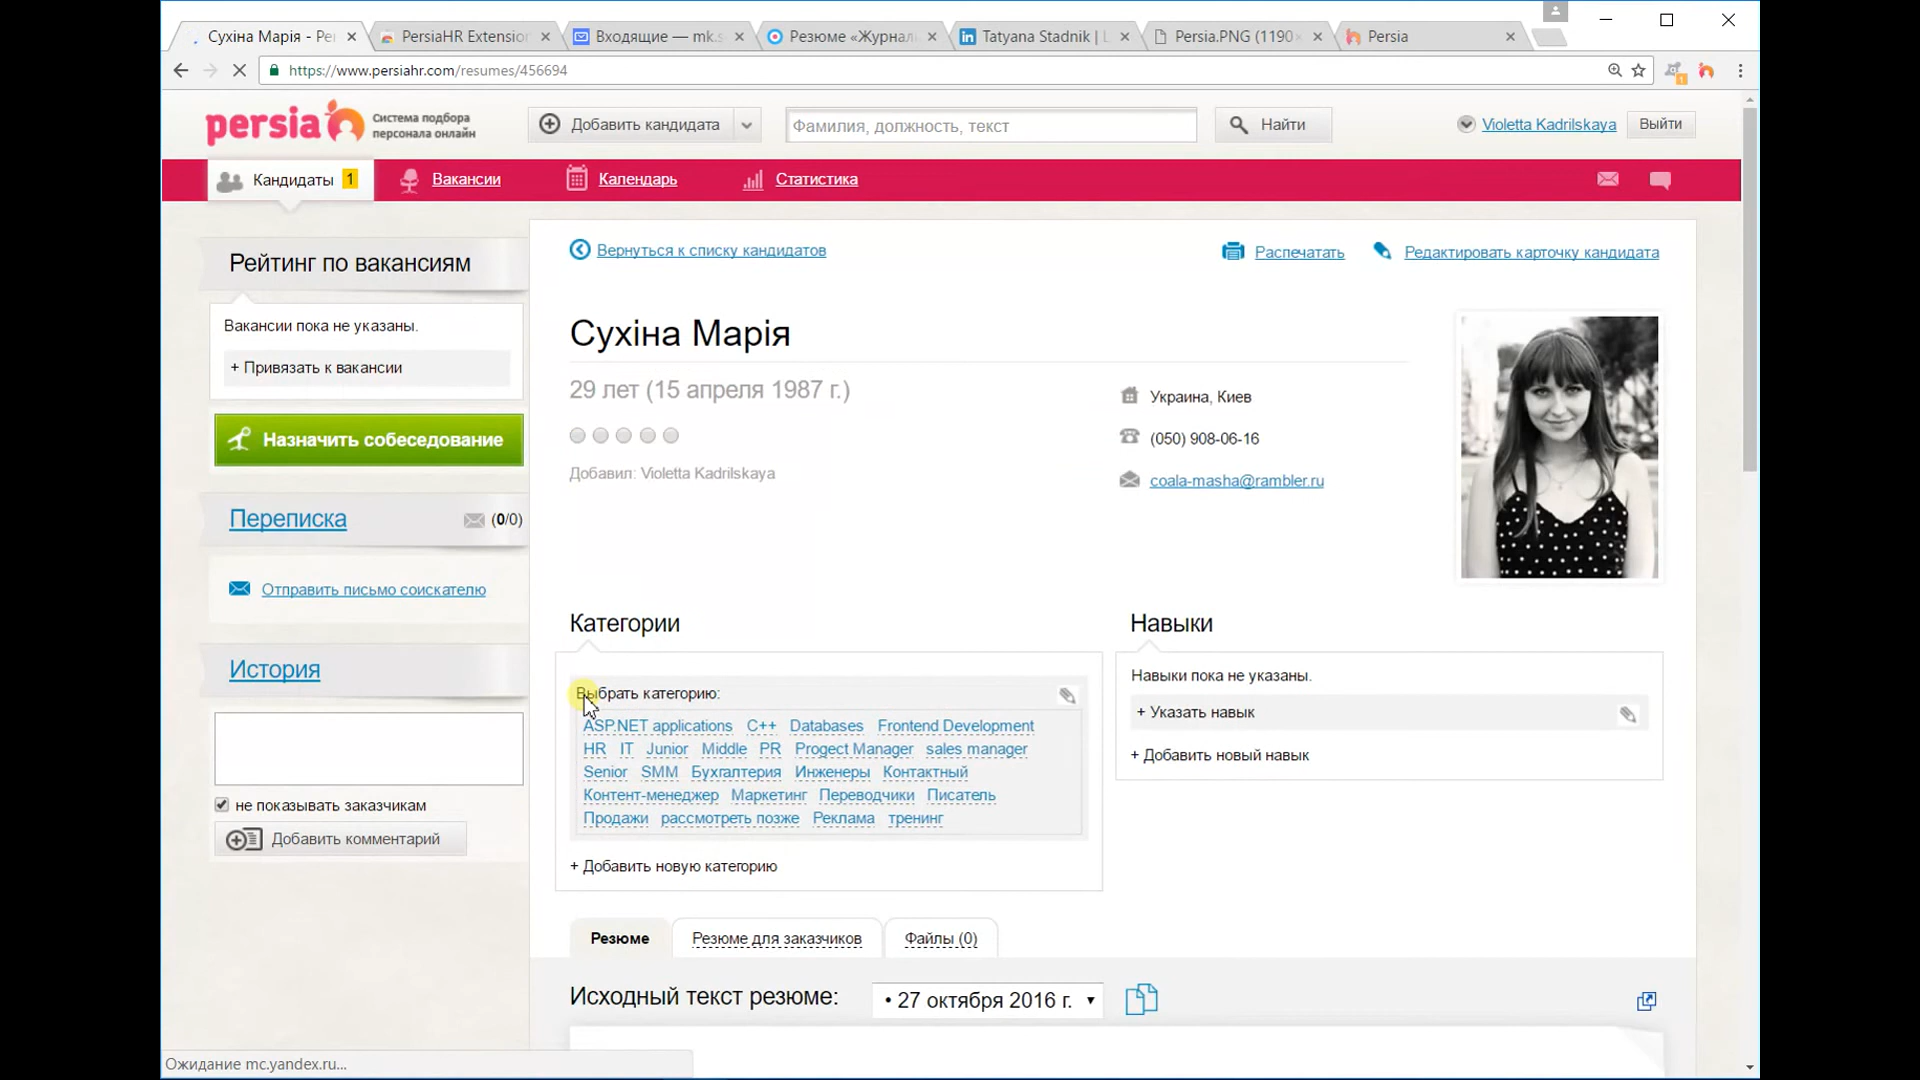 Сухіна Марія - Per
PersiaHR Extension
Входящие — mk.s
Резюме «Журнал
Tatyana Stadnik | L
Persia.PNG (1190×
Persia
https://www.persiahr.com/resumes/456694
persia
Система подбора
персонала онлайн
Добавить кандидата
Фамилия, должность, текст
Найти
Violetta Kadrilskaya
Выйти
Кандидаты 1
Вакансии
Календарь
Статистика
Рейтинг по вакансиям
Вакансии пока не указаны.
+ Привязать к вакансии
Назначить собеседование
Переписка
(0/0)
Отправить письмо соискателю
История
не показывать заказчикам
Добавить комментарий
Вернуться к списку кандидатов
Распечатать
Редактировать карточку кандидата
Сухіна Марія
29 лет (15 апреля 1987 г.)
Добавил: Violetta Kadrilskaya
Украина, Киев
(050) 908-06-16
coala-masha@rambler.ru
Категории
Выбрать категорию:
ASP.NET applications C++ Databases Frontend Development
HR IT Junior Middle PR Progect Manager sales manager
Senior SMM Бухгалтерия Инженеры Контактный
Контент-менеджер Маркетинг Переводчики Писатель
Продажи рассмотреть позже Реклама тренинг
+ Добавить новую категорию
Навыки
Навыки пока не указаны.
+ Указать навык
+ Добавить новый навык
Резюме
Резюме для заказчиков
Файлы (0)
Исходный текст резюме:
• 27 октября 2016 г.
Ожидание mc.yandex.ru...